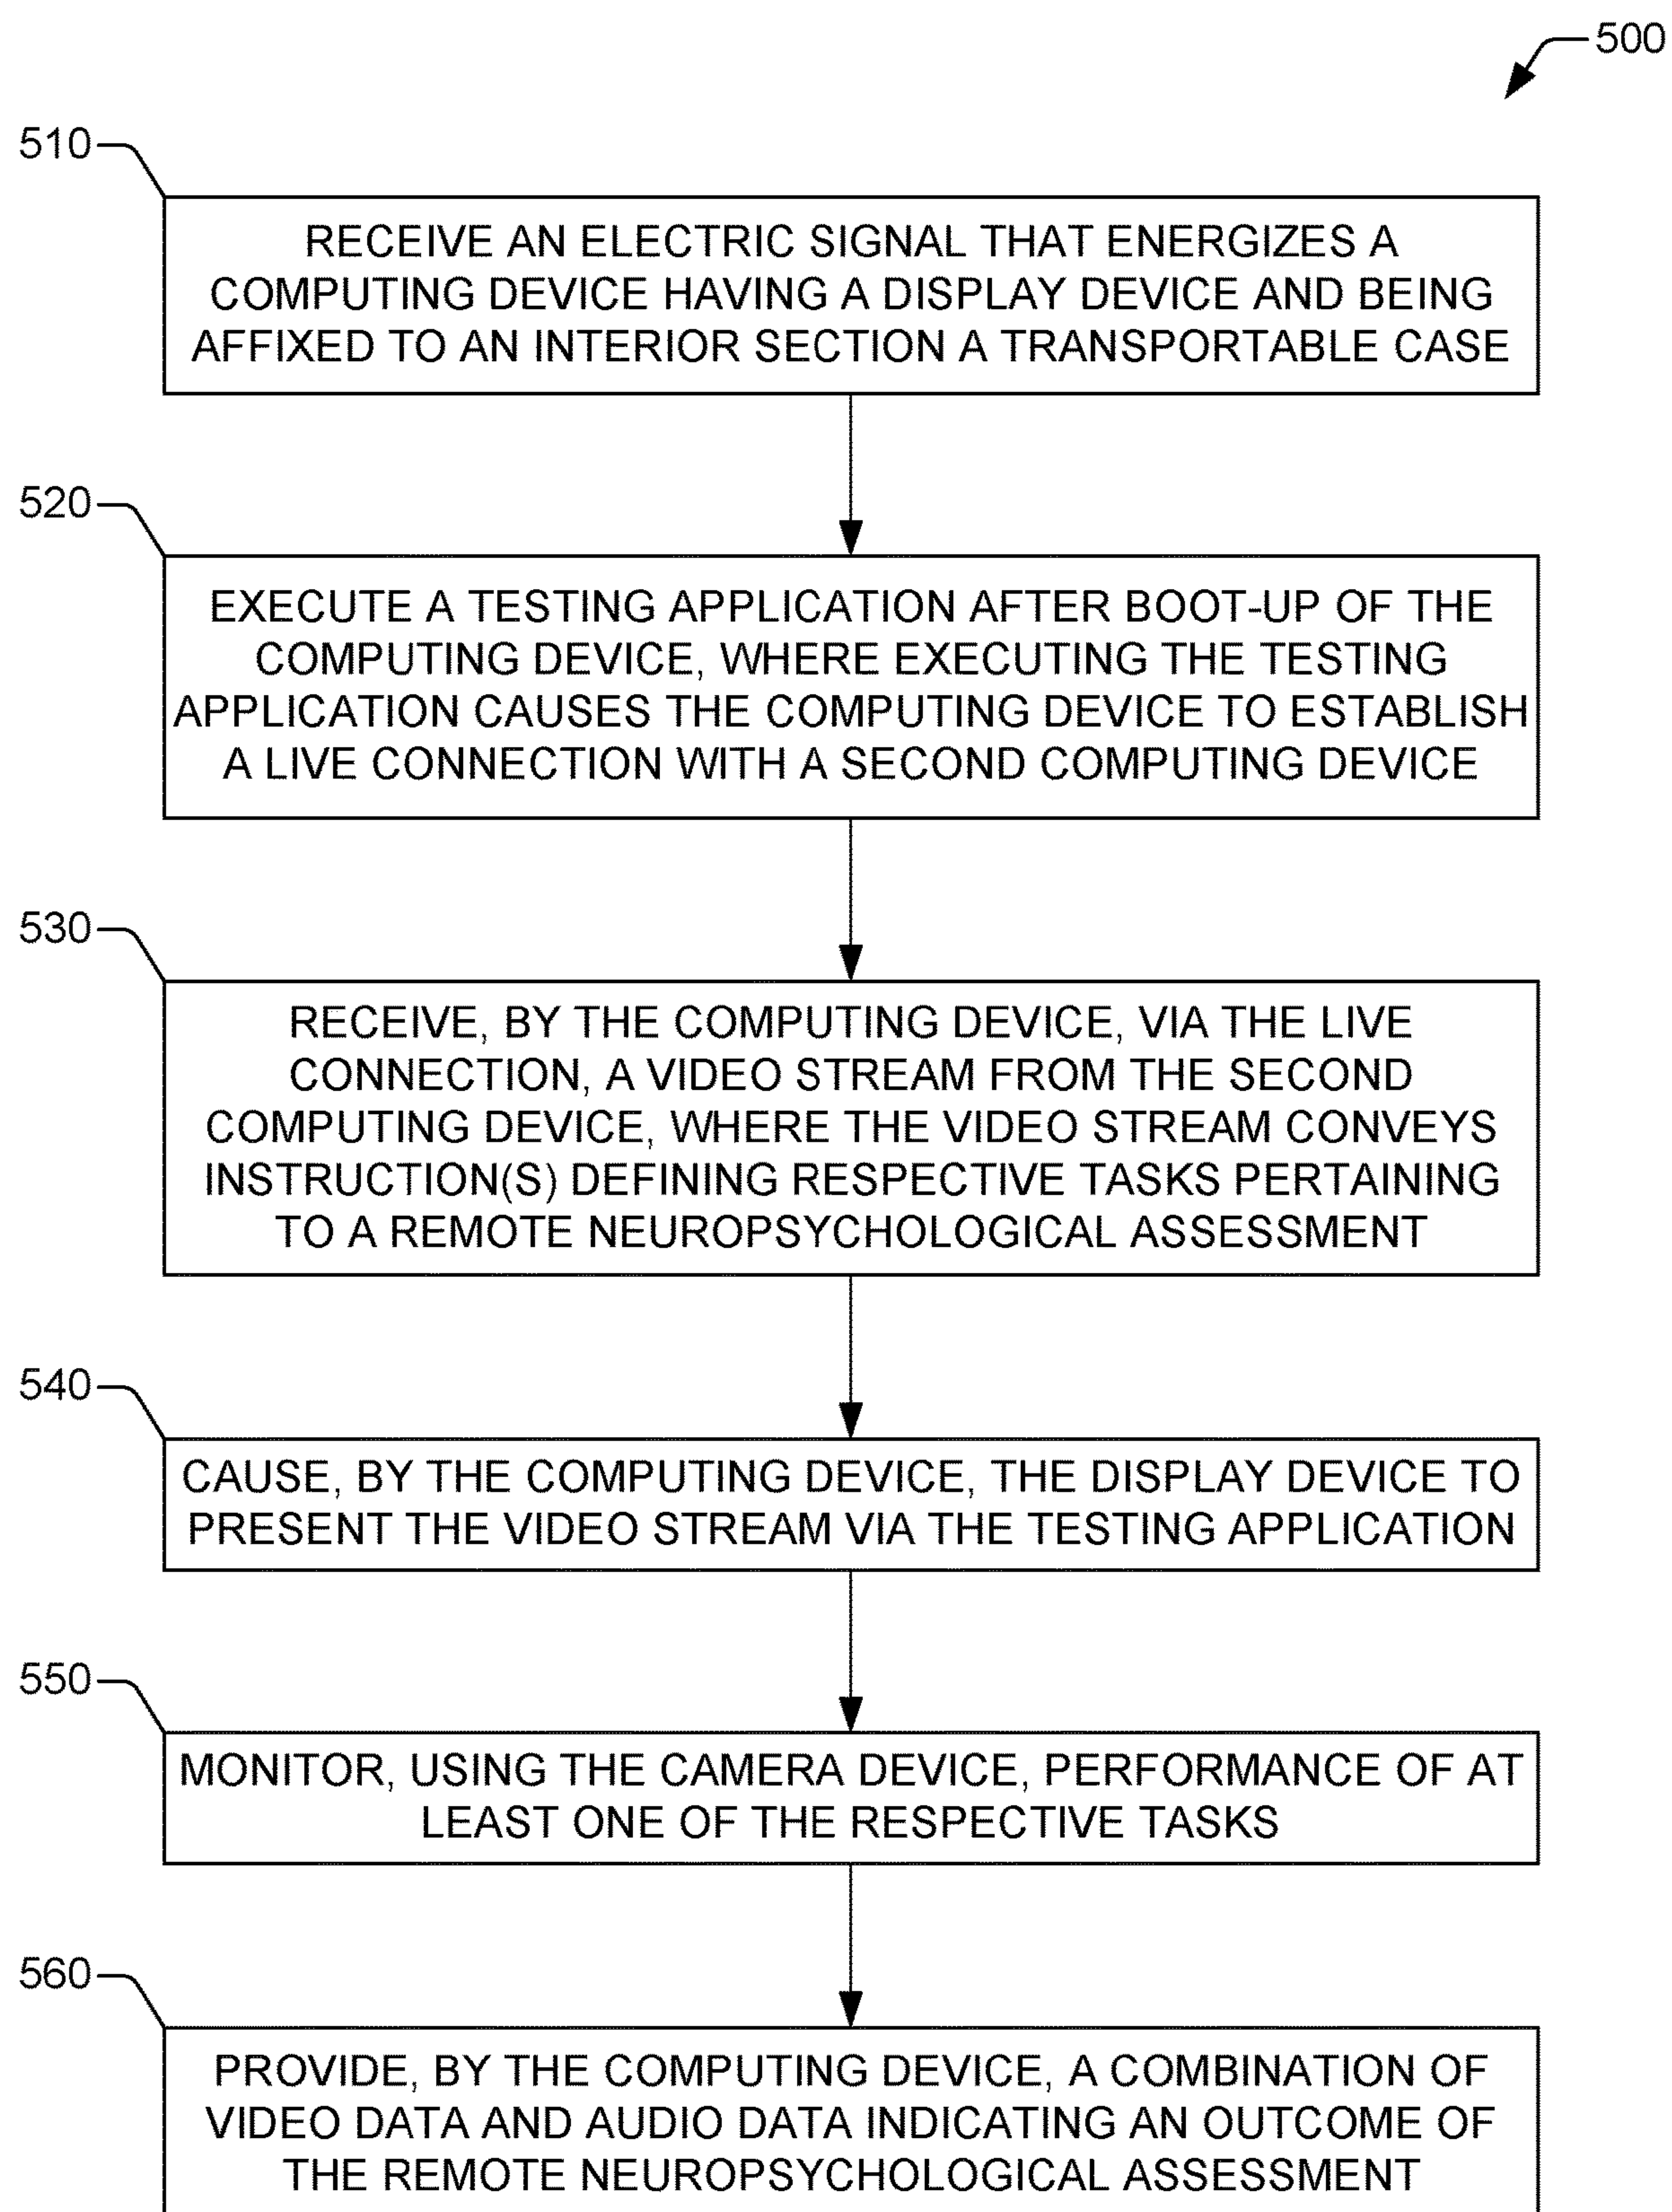 500
510
RECEIVE AN ELECTRIC SIGNAL THAT ENERGIZES A
COMPUTING DEVICE HAVING A DISPLAY DEVICE AND BEING
AFFIXED TO AN INTERIOR SECTION A TRANSPORTABLE CASE
520
EXECUTE A TESTING APPLICATION AFTER BOOT-UP OF THE
COMPUTING DEVICE, WHERE EXECUTING THE TESTING
APPLICATION CAUSES THE COMPUTING DEVICE TO ESTABLISH
A LIVE CONNECTION WITH A SECOND COMPUTING DEVICE
530
RECEIVE, BY THE COMPUTING DEVICE, VIA THE LIVE
CONNECTION, A VIDEO STREAM FROM THE SECOND
COMPUTING DEVICE, WHERE THE VIDEO STREAM CONVEYS
INSTRUCTION(S) DEFINING RESPECTIVE TASKS PERTAINING
TO A REMOTE NEUROPSYCHOLOGICAL ASSESSMENT
540
CAUSE, BY THE COMPUTING DEVICE, THE DISPLAY DEVICE TO
PRESENT THE VIDEO STREAM VIA THE TESTING APPLICATION
550
MONITOR, USING THE CAMERA DEVICE, PERFORMANCE OF AT
LEAST ONE OF THE RESPECTIVE TASKS
560
PROVIDE, BY THE COMPUTING DEVICE, A COMBINATION OF
VIDEO DATA AND AUDIO DATA INDICATING AN OUTCOME OF
THE REMOTE NEUROPSYCHOLOGICAL ASSESSMENT